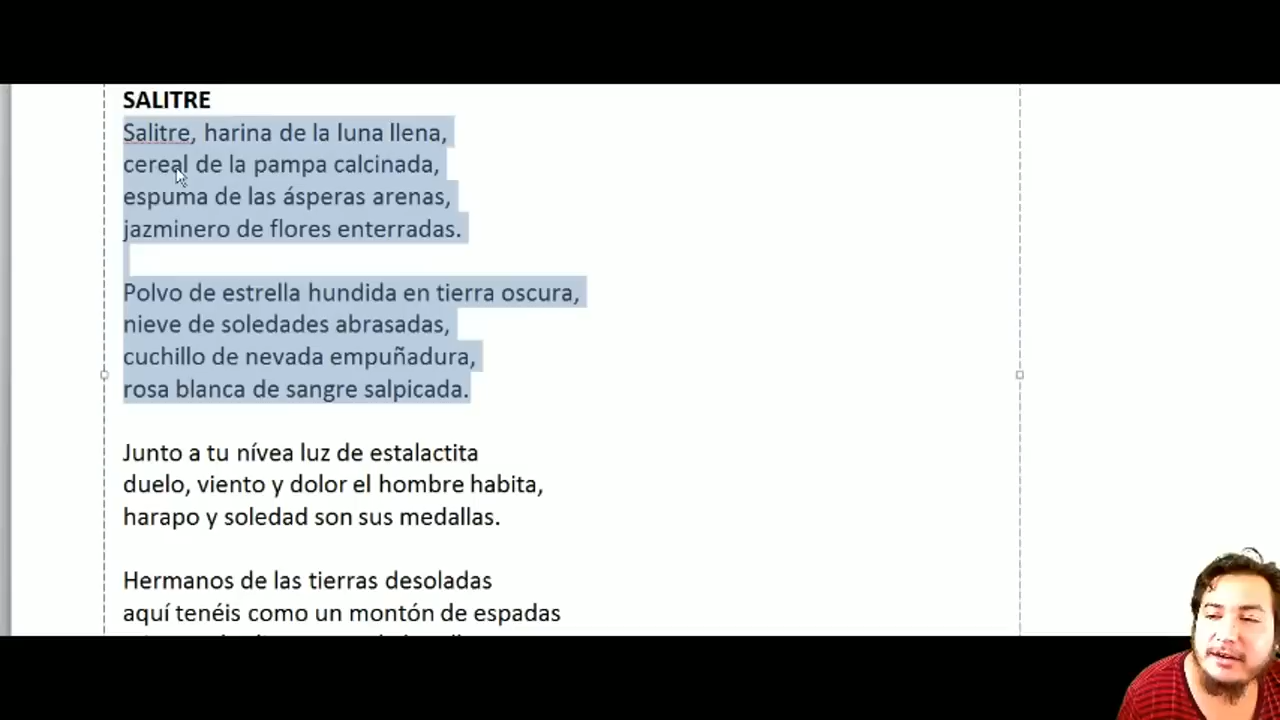 SALITRE
Salitre, harina de la luna llena,
cereal de la pampa calcinada,
espuma de las ásperas arenas,
jazminero de flores enterradas.
Polvo de estrella hundida en tierra oscura,
nieve de soledades abrasadas,
cuchillo de nevada empuñadura,
rosa blanca de sangre salpicada.
Junto a tu nívea luz de estalactita
duelo, viento y dolor el hombre habita,
harapo y soledad son sus medallas.
Hermanos de las tierras desoladas
aquí tenéis como un montón de espadas